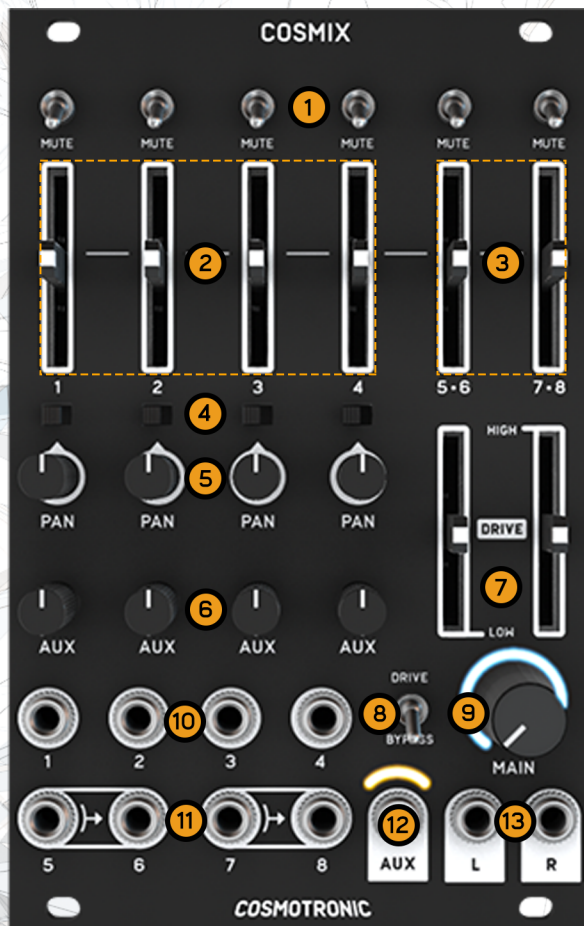 COSMIX
1
MUTE MUTE MUTE MUTE MUTE MUTE
2 3
1 2 3 4 5•6 7•8
4
HIGH
5
PAN PAN PAN PAN
DRIVE
7
6
LOW
AUX AUX AUX AUX
DRIVE
10 8 9
BYPASS
1 2 3 4
MAIN
11 12 13
5 6 7 8
AUX L R
COSMOTRONIC